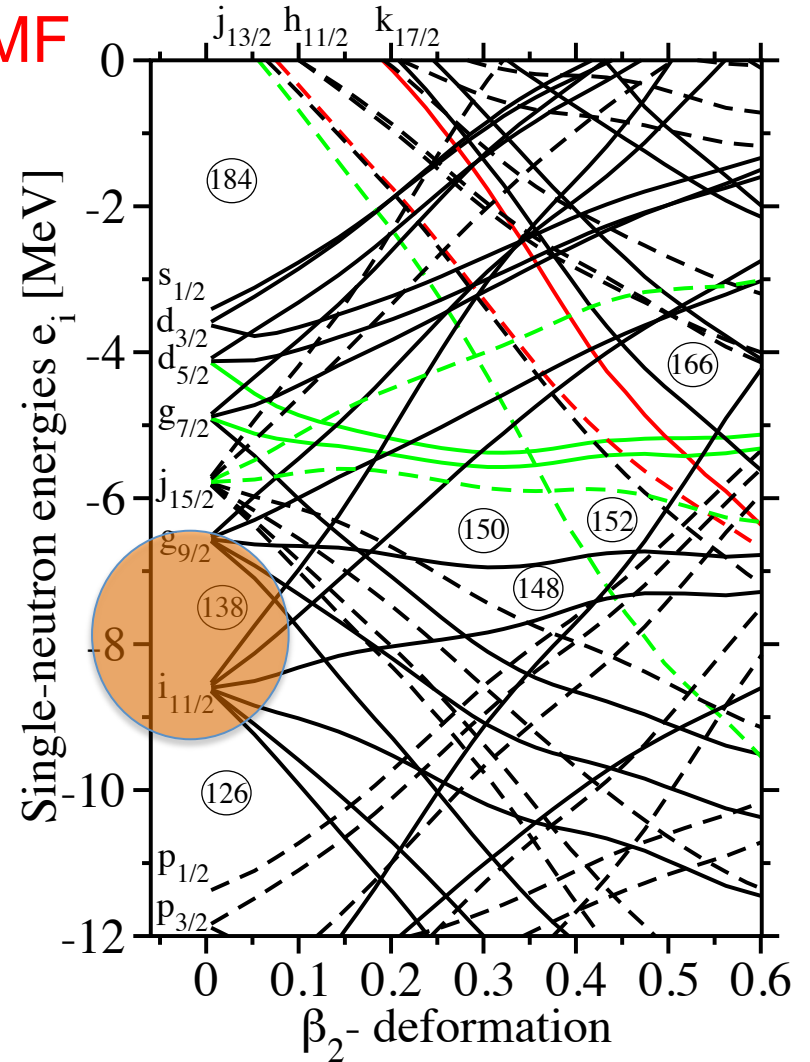 MF
j13/2 h11/2 k17/2
0
184
-2
s1/2
d3/2
-4
d5/2
166
g7/2
j15/2
-6
150
152
g9/2
148
138
-8
i11/2
-10
126
p1/2
p3/2
-12
0 0.1 0.2 0.3 0.4 0.5 0.6
β2- deformation
Single-neutron energies ei [MeV]